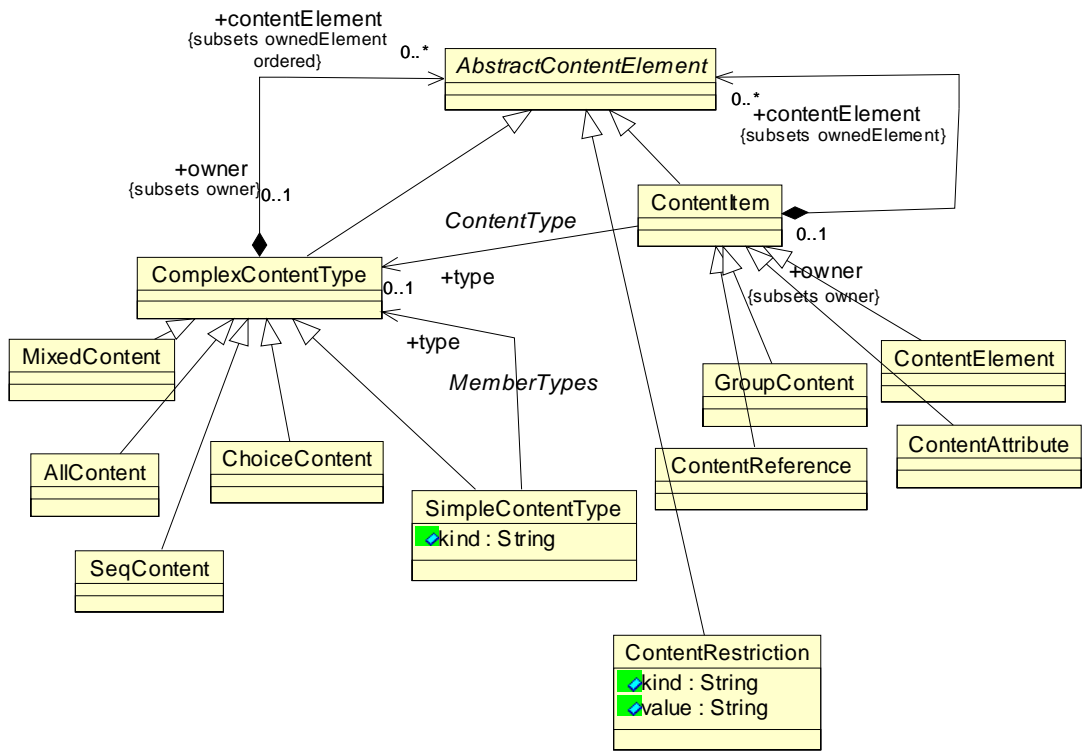 +contentElement
{subsets ownedElement
ordered}
0..*
AbstractContentElement
0..*
+contentElement
{subsets ownedElement}
+owner
{subsets owner}
0..1
ContentItem
ContentType
0..1
+owner
{subsets owner}
ComplexContentType
0..1
+type
+type
MemberTypes
MixedContent
ContentElement
GroupContent
ChoiceContent
ContentAttribute
AllContent
ContentReference
SimpleContentType
kind : String
SeqContent
ContentRestriction
kind : String
value : String